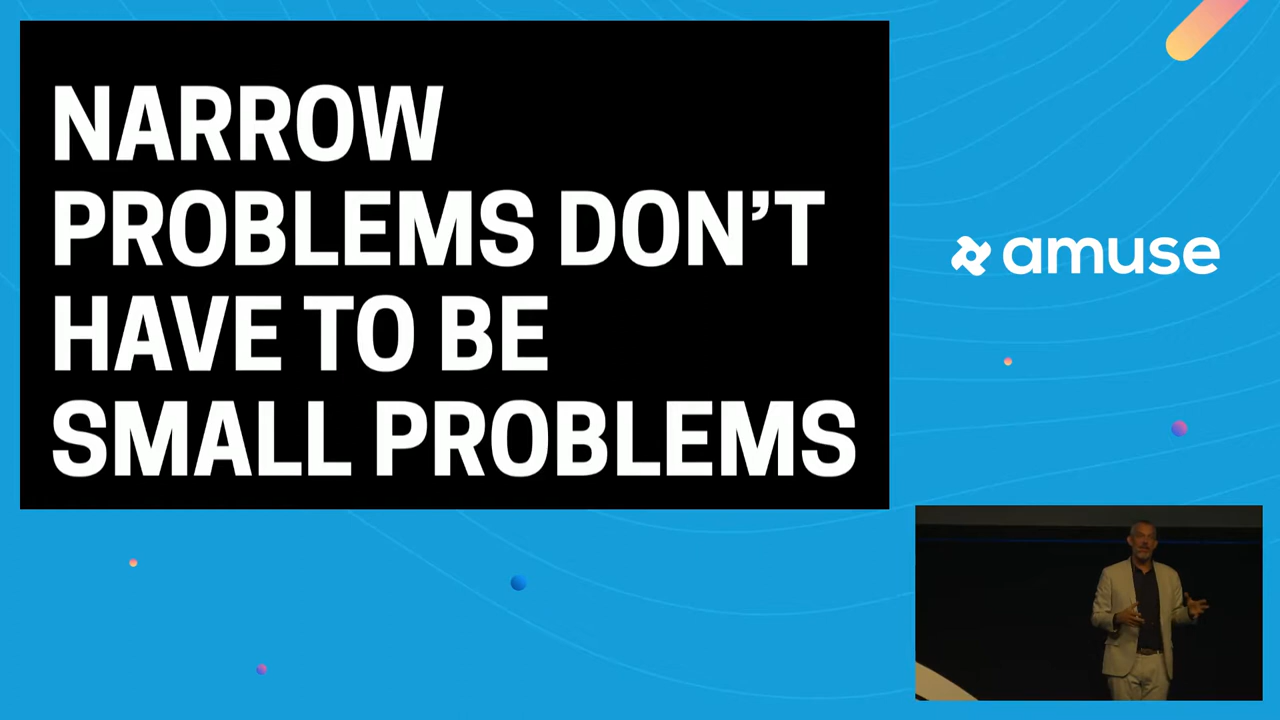 NARROW
PROBLEMS DON’T
HAVE TO BE
SMALL PROBLEMS
amuse